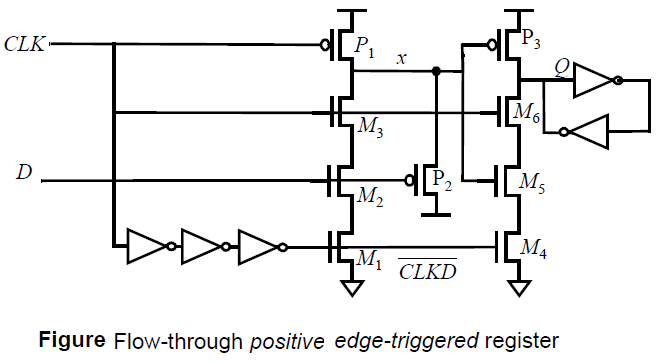 CLK
P1
P3
x
Q
M3
M6
D
P2
M2
M5
M1
CLKD
M4
Figure Flow-through positive edge-triggered register